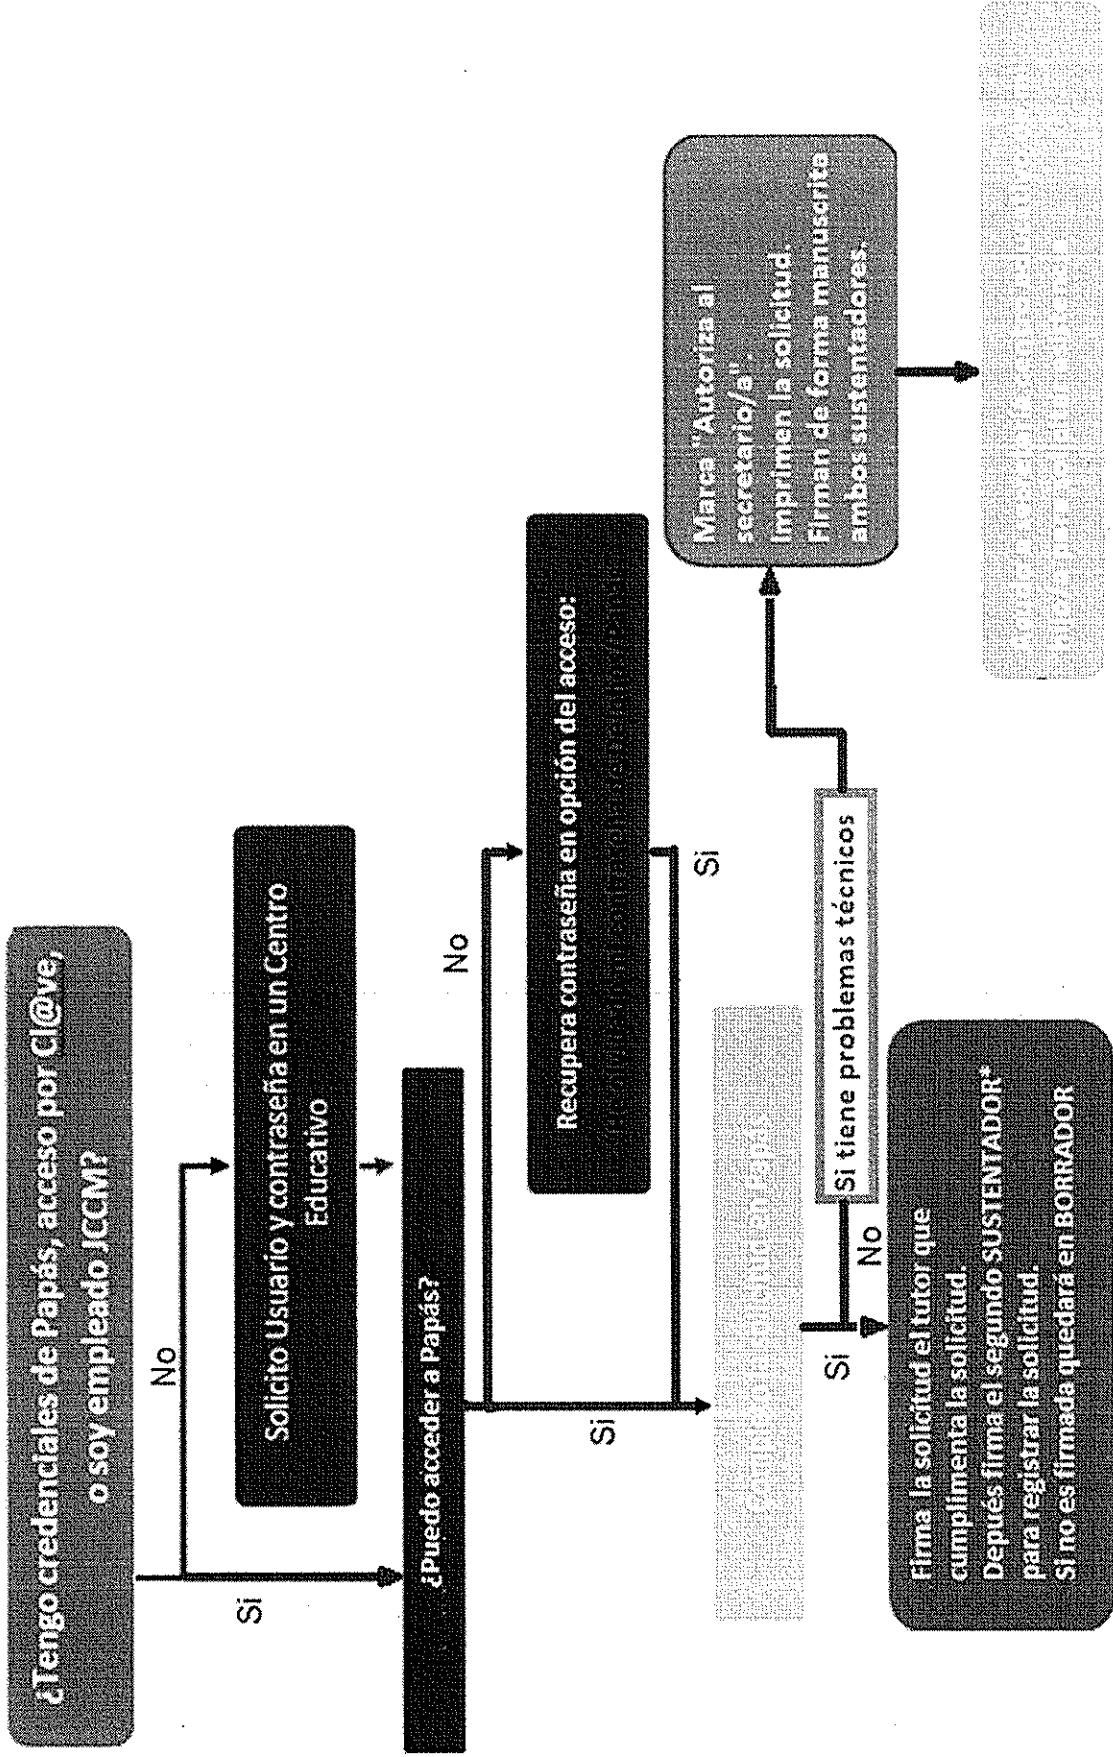 ¿Tengo credenciales de Papás, acceso por Cl@ve,
o soy empleado JCCM?
No
Si
Solicito Usuario y contraseña en un Centro
Educativo
¿Puedo acceder a Papás?
No
Si
Recupera contraseña en opción del acceso:
Si
Si tiene problemas técnicos
Si
No
Firma la solicitud el tutor que
cumplimenta la solicitud.
Depués firma el segundo SUSTENTADOR*
para registrar la solicitud.
Si no es firmada quedará en BORRADOR
Marca "Autoriza al
secretario/a".
Imprimen la solicitud.
Firman de forma manuscrita
ambos sustentadores.